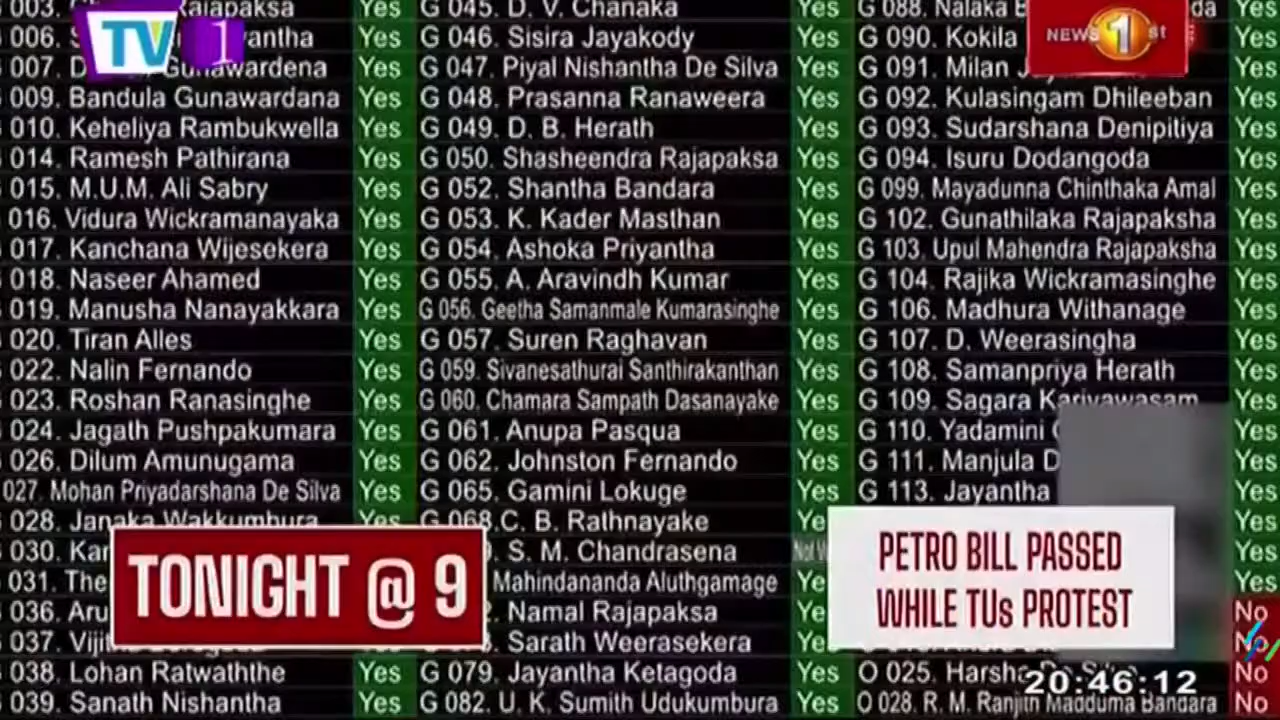 003. Rajapaksa Yes G 045. D. V. Chanaka Yes G 088. Nalaka Yes
006. Yes G 046. Sisira Jayakody Yes G 090. Kokila Yes
007. Gunawardena Yes G 047. Piyal Nishantha De Silva Yes G 091. Milan Yes
009. Bandula Gunawardana Yes G 048. Prasanna Ranaweera Yes G 092. Kulasingam Dhileeban Yes
010. Keheliya Rambukwella Yes G 049. D. B. Herath Yes G 093. Sudarshana Denipitiya Yes
014. Ramesh Pathirana Yes G 050. Shasheendra Rajapaksa Yes G 094. Isuru Dodangoda Yes
015. M.U.M. Ali Sabry Yes G 052. Shantha Bandara Yes G 099. Mayadunna Chinthaka Amal Yes
016. Vidura Wickramanayaka Yes G 053. K. Kader Masthan Yes G 102. Gunathilaka Rajapaksha Yes
017. Kanchana Wijesekera Yes G 054. Ashoka Priyantha Yes G 103. Upul Mahendra Rajapaksha Yes
018. Naseer Ahamed Yes G 055. A. Aravindh Kumar Yes G 104. Rajika Wickramasinghe Yes
019. Manusha Nanayakkara Yes G 056. Geetha Samanmale Kumarasinghe Yes G 106. Madhura Withanage Yes
020. Tiran Alles Yes G 057. Suren Raghavan Yes G 107. D. Weerasingha Yes
022. Nalin Fernando Yes G 059. Sivanesathurai Santhirakanthan Yes G 108. Samanpriya Herath Yes
023. Roshan Ranasinghe Yes G 060. Chamara Sampath Dasanayake Yes G 109. Sagara Kariyawasam Yes
024. Jagath Pushpakumara Yes G 061. Anupa Pasqua Yes G 110. Yadamini Yes
026. Dilum Amunugama Yes G 062. Johnston Fernando Yes G 111. Manjula Yes
027. Mohan Priyadarshana De Silva Yes G 065. Gamini Lokuge Yes G 113. Jayantha Yes
028. Janaka Wakkumbura Yes G 068.C. B. Rathnayake Yes Yes
030. S. M. Chandrasena Yes
031. Mahindananda Aluthgamage Yes
036. Namal Rajapaksa No
037. Sarath Weerasekera No
038. Lohan Ratwaththe Yes G 079. Jayantha Ketagoda Yes O 025. Harsha De Silva No
039. Sanath Nishantha Yes G 082. U. K. Sumith Udukumbura Yes O 028. R. M. Ranjith Madduma Bandara No
TV 1
NEWS 1st
TONIGHT @ 9
PETRO BILL PASSED
WHILE TUs PROTEST
20:46:12